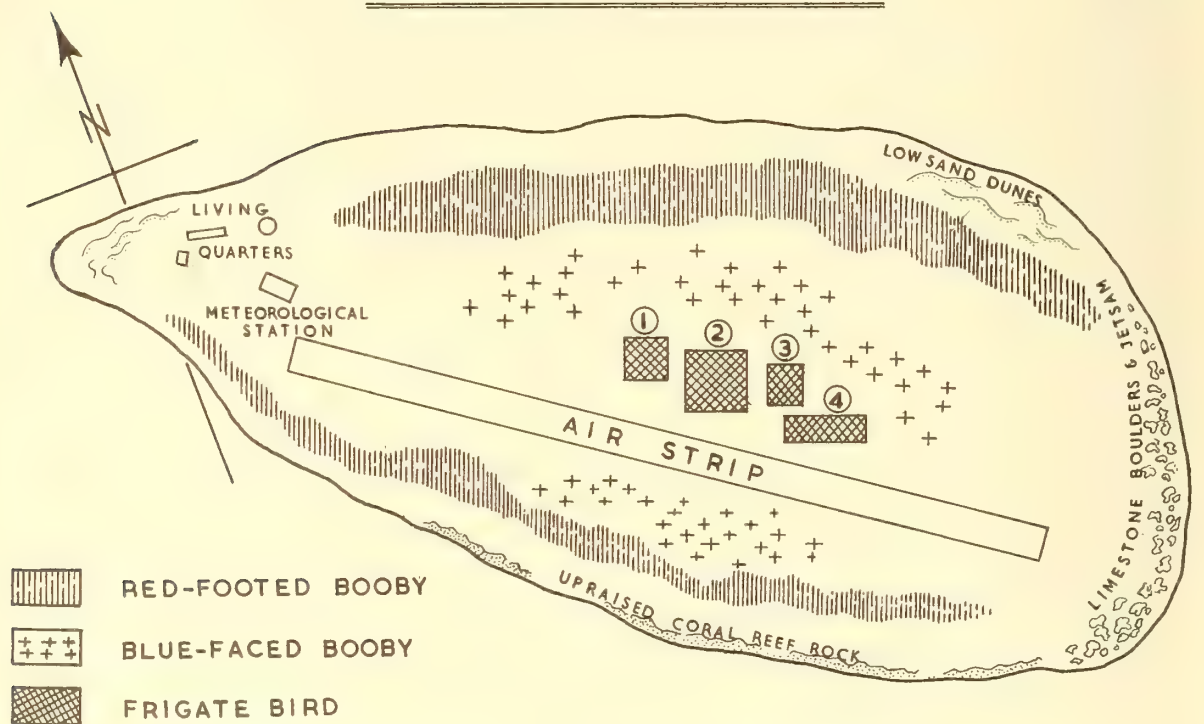 N
LOW SAND DUNES
LIVING
QUARTERS
METEOROLOGICAL
STATION
1
2
3
4
AIR STRIP
LIMESTONE BOULDERS & JETSAM
UPRAISED CORAL REEF ROCK
RED-FOOTED BOOBY
BLUE-FACED BOOBY
FRIGATE BIRD